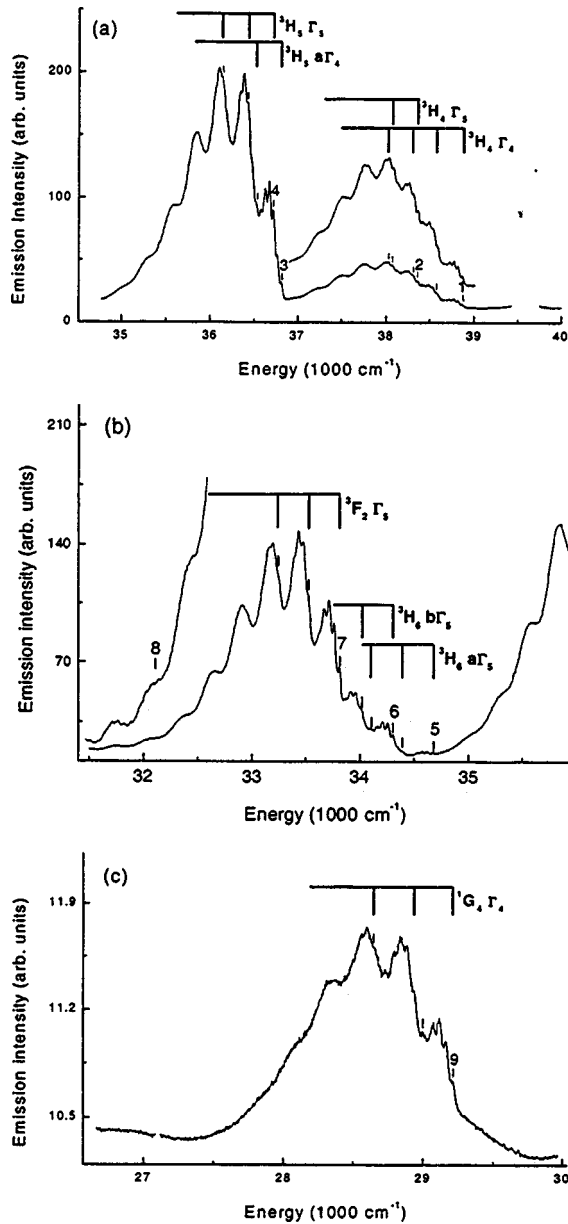 (a)
³H₅ Γ₅
³H₅ aΓ₄
³H₄ Γ₅
³H₄ Γ₄
Emission Intensity (arb. units)
200
100
50
0
4
3
2
1
35 36 37 38 39 40
Energy (1000 cm⁻¹)
(b)
³F₂ Γ₅
³H₆ bΓ₅
³H₆ aΓ₅
Emission intensity (arb. units)
210
140
70
8
7
6
5
32 33 34 35
Energy (1000 cm⁻¹)
(c)
¹G₄ Γ₄
Emission intensity (arb. units)
11.9
11.2
10.5
9
27 28 29 30
Energy (1000 cm⁻¹)